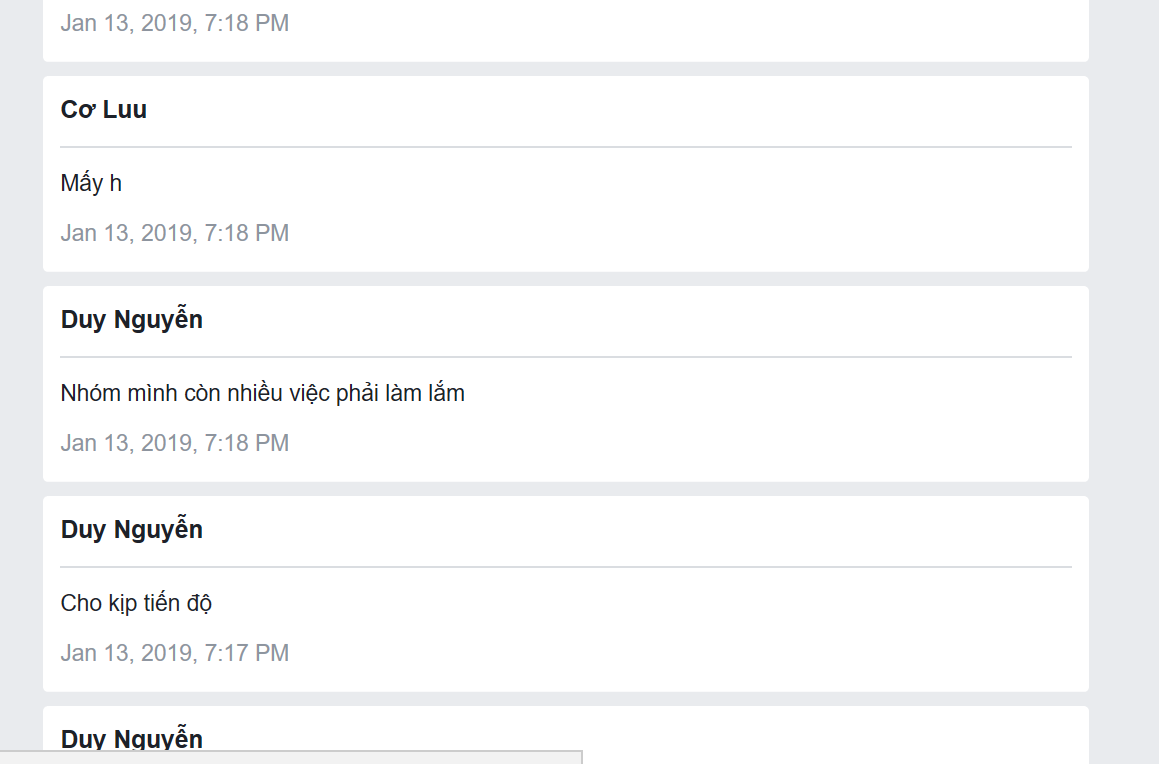 Jan 13, 2019, 7:18 PM
Cơ Luu
Mấy h
Jan 13, 2019, 7:18 PM
Duy Nguyễn
Nhóm mình còn nhiều việc phải làm lắm
Jan 13, 2019, 7:18 PM
Duy Nguyễn
Cho kịp tiến độ
Jan 13, 2019, 7:17 PM
Duy Nguyễn